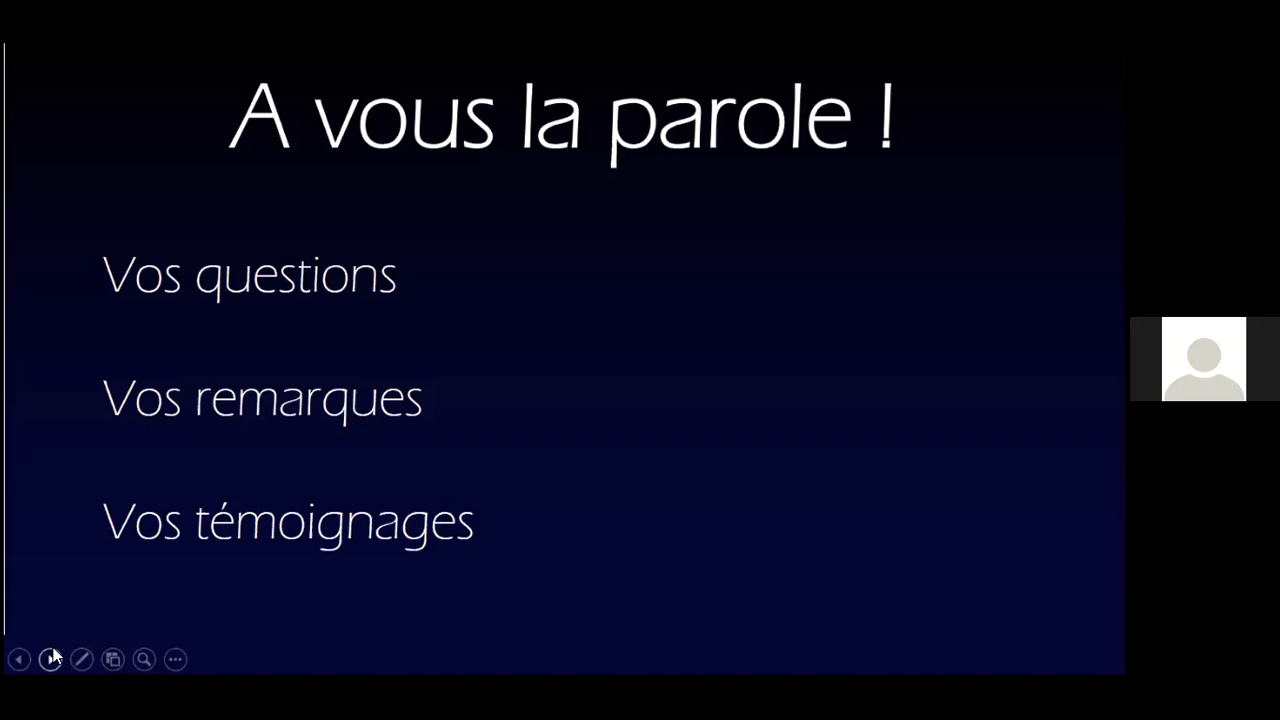 A vous la parole !
Vos questions
Vos remarques
Vos témoignages